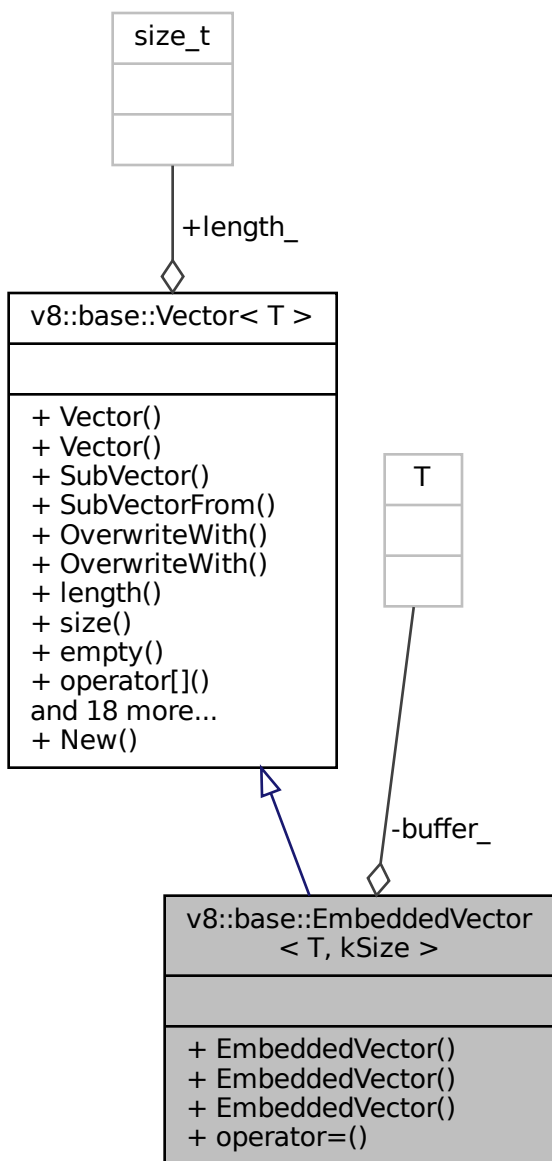 size_t
+length_
v8::base::Vector< T >
+ Vector()
+ Vector()
+ SubVector()
+ SubVectorFrom()
+ OverwriteWith()
+ OverwriteWith()
+ length()
+ size()
+ empty()
+ operator[]()
and 18 more...
+ New()
T
-buffer_
v8::base::EmbeddedVector
< T, kSize >
+ EmbeddedVector()
+ EmbeddedVector()
+ EmbeddedVector()
+ operator=()